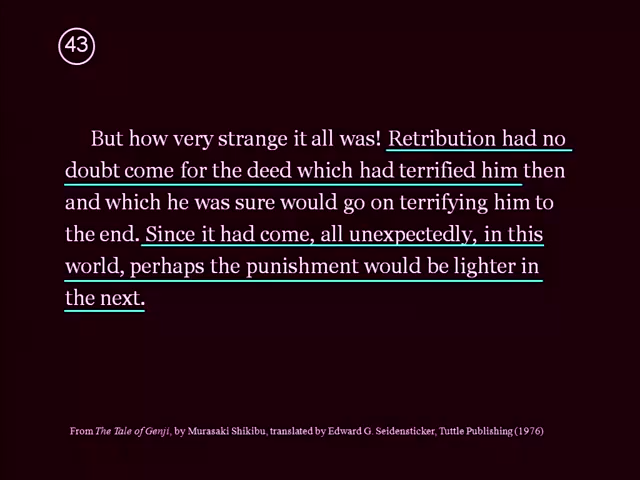 43
But how very strange it all was! Retribution had no
doubt come for the deed which had terrified him then
and which he was sure would go on terrifying him to
the end. Since it had come, all unexpectedly, in this
world, perhaps the punishment would be lighter in
the next.
From The Tale of Genji, by Murasaki Shikibu, translated by Edward G. Seidensticker, Tuttle Publishing (1976)